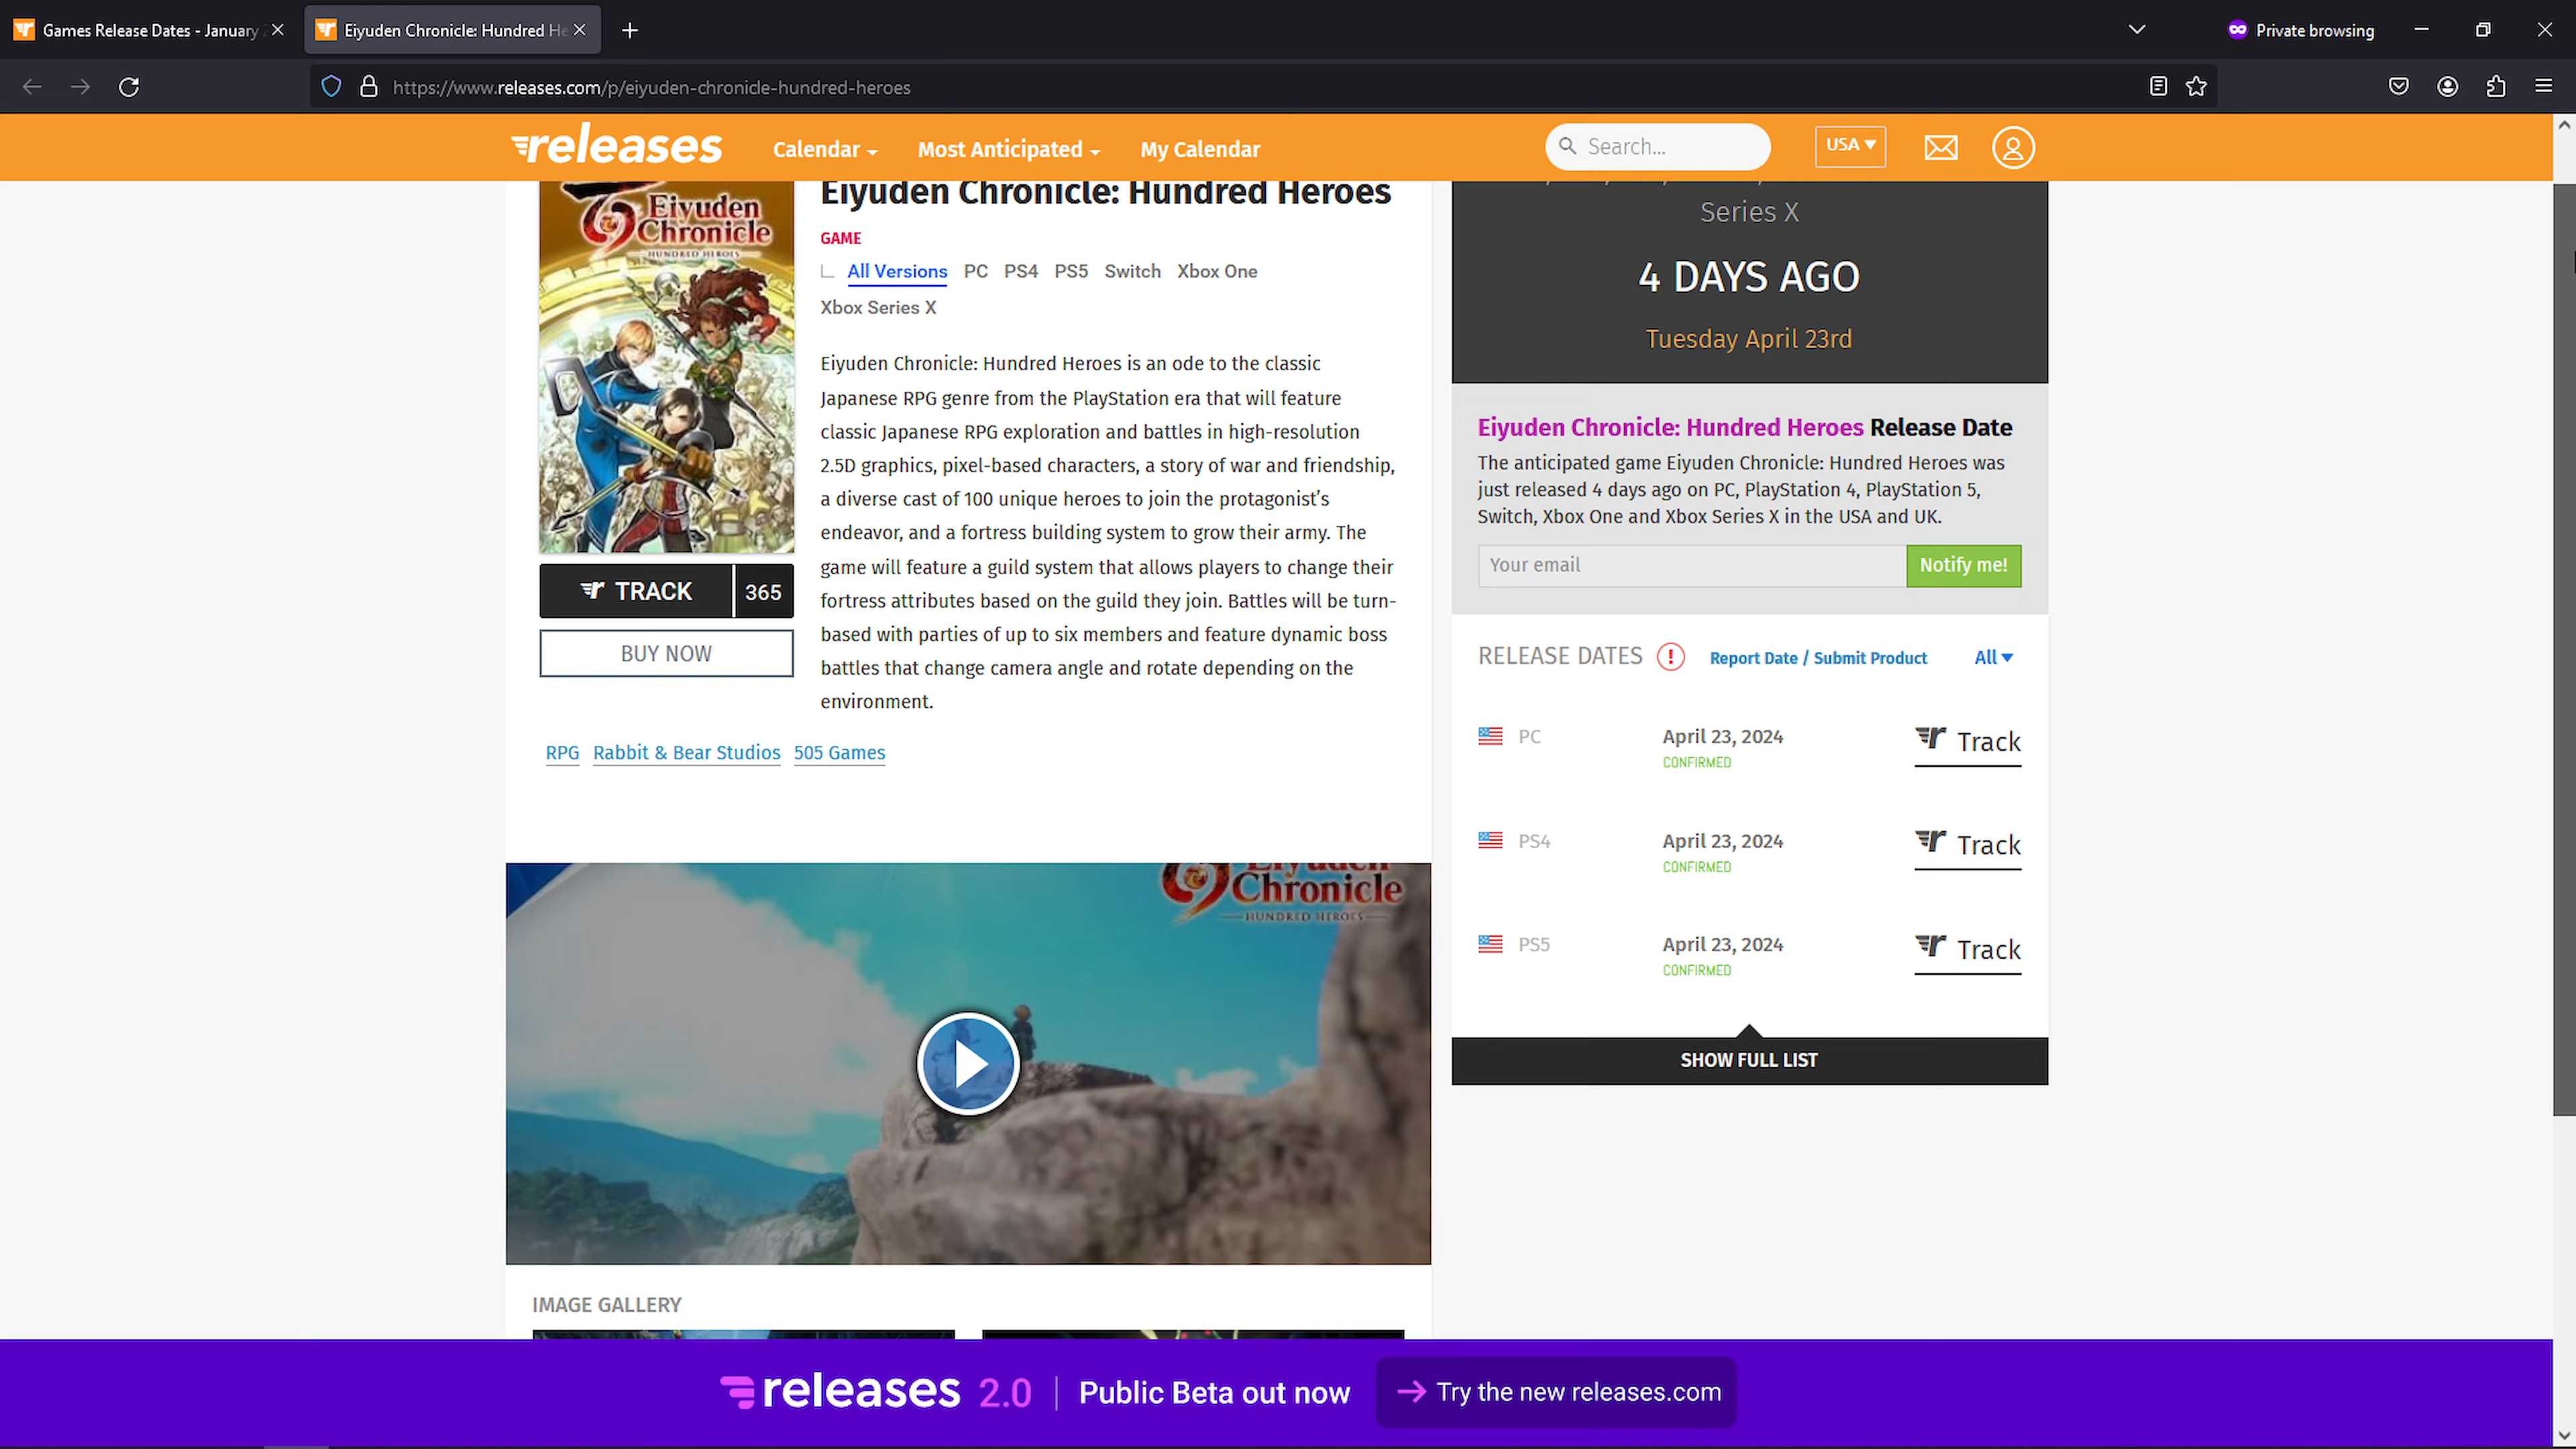 Games Release Dates - January
Eiyuden Chronicle: Hundred He
Private browsing
https://www.releases.com/p/eiyuden-chronicle-hundred-heroes
releases
Calendar
Most Anticipated
My Calendar
Search...
USA
Eiyuden
Chronicle
HUNDRED HEROES
TRACK
365
BUY NOW
Eiyuden Chronicle: Hundred Heroes
GAME
All Versions PC PS4 PS5 Switch Xbox One
Xbox Series X
Eiyuden Chronicle: Hundred Heroes is an ode to the classic
Japanese RPG genre from the PlayStation era that will feature
classic Japanese RPG exploration and battles in high-resolution
2.5D graphics, pixel-based characters, a story of war and friendship,
a diverse cast of 100 unique heroes to join the protagonist's
endeavor, and a fortress building system to grow their army. The
game will feature a guild system that allows players to change their
fortress attributes based on the guild they join. Battles will be turn-
based with parties of up to six members and feature dynamic boss
battles that change camera angle and rotate depending on the
environment.
RPG Rabbit & Bear Studios 505 Games
Eiyuden
Chronicle
HUNDRED HEROES
IMAGE GALLERY
Series X
4 DAYS AGO
Tuesday April 23rd
Eiyuden Chronicle: Hundred Heroes Release Date
The anticipated game Eiyuden Chronicle: Hundred Heroes was
just released 4 days ago on PC, PlayStation 4, PlayStation 5,
Switch, Xbox One and Xbox Series X in the USA and UK.
Your email
Notify me!
RELEASE DATES ! Report Date / Submit Product All
PC April 23, 2024 Track
CONFIRMED
PS4 April 23, 2024 Track
CONFIRMED
PS5 April 23, 2024 Track
CONFIRMED
SHOW FULL LIST
releases 2.0 | Public Beta out now → Try the new releases.com